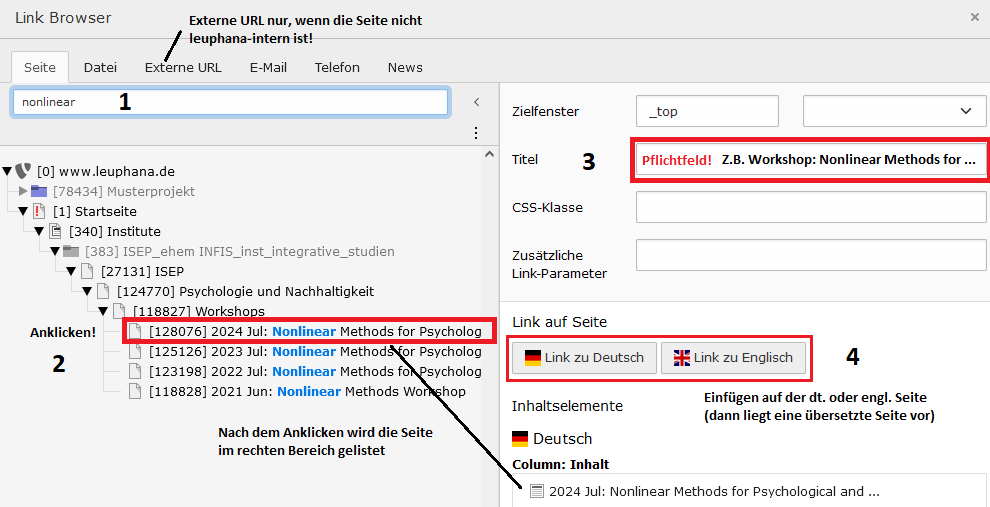 Link Browser
Externe URL nur, wenn die Seite nicht
leuphana-intern ist!
×
Seite
Datei
Externe URL
E-Mail
Telefon
News
nonlinear
1
[0] www.leuphana.de
[78434] Musterprojekt
[1] Startseite
[340] Institute
[383] ISEP_ehem INFIS_inst_integrative_studien
[27131] ISEP
[124770] Psychologie und Nachhaltigkeit
[118827] Workshops
Anklicken!
2
[128076] 2024 Jul: Nonlinear Methods for Psycholog
[125126] 2023 Jul: Nonlinear Methods for Psycholog
[123198] 2022 Jul: Nonlinear Methods for Psycholog
[118828] 2021 Jun: Nonlinear Methods Workshop
Nach dem Anklicken wird die Seite
im rechten Bereich gelistet
Zielfenster
_top
Titel
3
Pflichtfeld! Z.B. Workshop: Nonlinear Methods for ...
CSS-Klasse
Zusätzliche
Link-Parameter
Link auf Seite
Link zu Deutsch
Link zu Englisch
4
Einfügen auf der dt. oder engl. Seite
(dann liegt eine übersetzte Seite vor)
Inhaltselemente
Deutsch
Column: Inhalt
2024 Jul: Nonlinear Methods for Psychological and ...